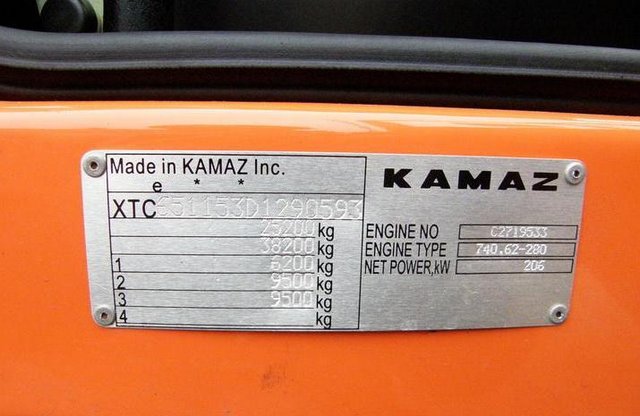 Made in KAMAZ Inc.
e * *
XTC651153D1290593
25200 kg
38200 kg
1 6200 kg
2 9500 kg
3 9500 kg
4 kg
KAMAZ
ENGINE NO C2719533
ENGINE TYPE 740.62-280
NET POWER,kW 206